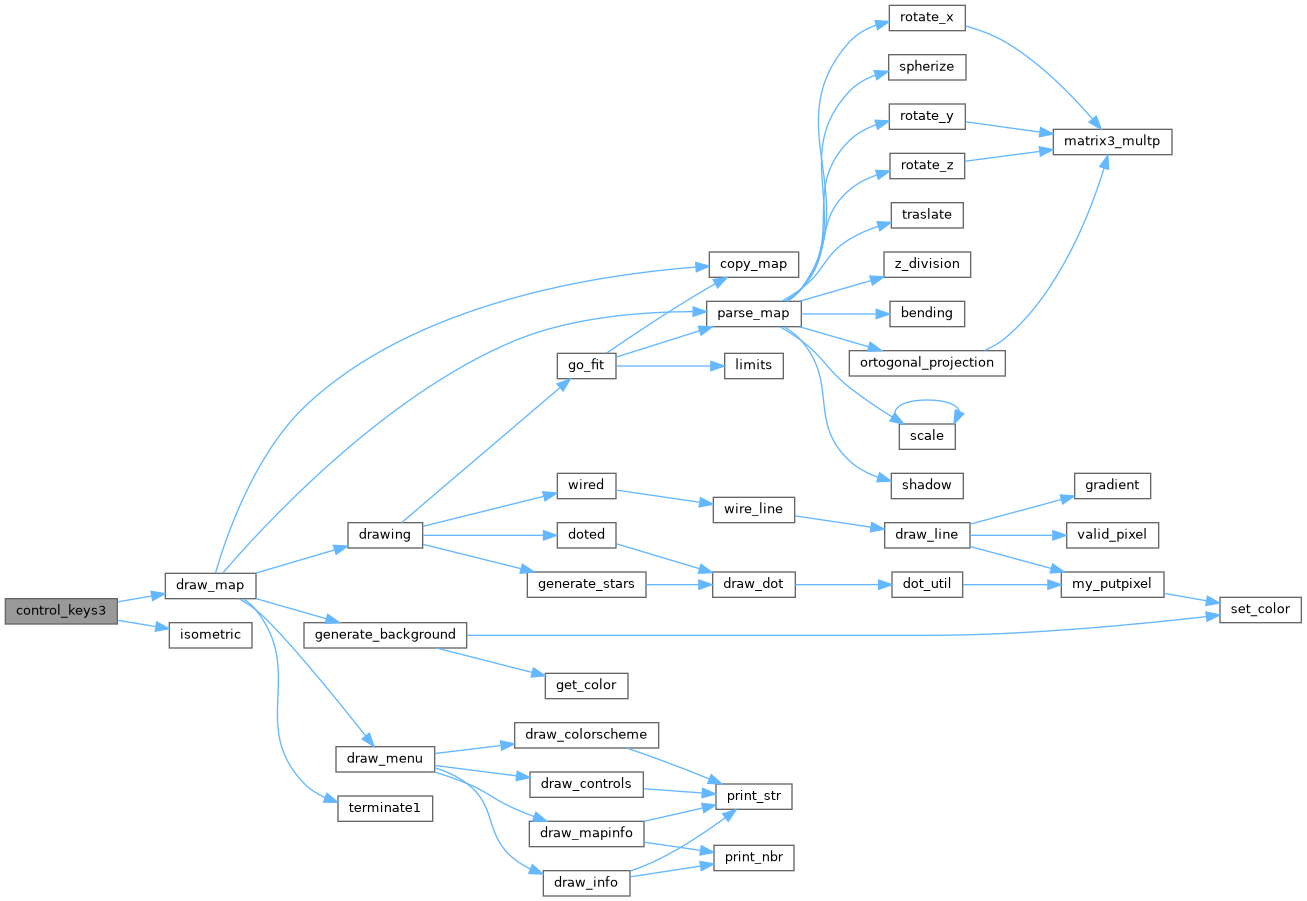 rotate_x
spherize
rotate_y
matrix3_multp
rotate_z
traslate
copy_map
z_division
parse_map
bending
go_fit
limits
ortogonal_projection
scale
wired
shadow
gradient
wire_line
drawing
doted
draw_line
valid_pixel
draw_map
generate_stars
draw_dot
dot_util
my_putpixel
control_keys3
set_color
isometric
generate_background
get_color
draw_colorscheme
draw_menu
draw_controls
print_str
terminate1
draw_mapinfo
print_nbr
draw_info